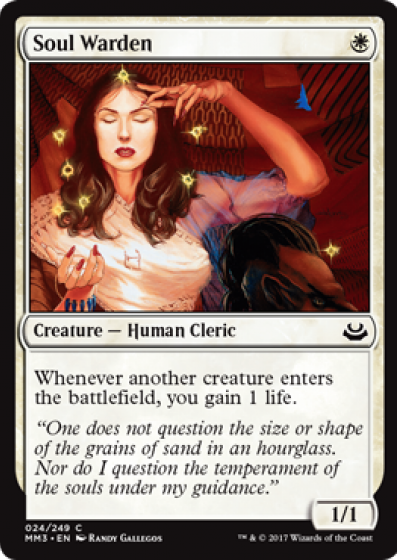 Soul Warden
Creature — Human Cleric
Whenever another creature enters
the battlefield, you gain 1 life.
“One does not question the size or shape
of the grains of sand in an hourglass.
Nor do I question the temperament of
the souls under my guidance.”
1/1
024/249 C
MM3 • EN Randy Gallegos
™ & © 2017 Wizards of the Coast